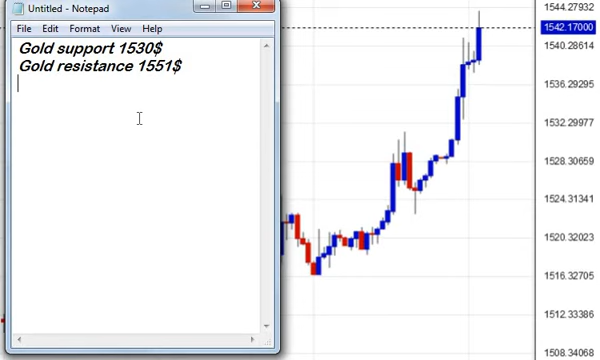 Untitled - Notepad
File Edit Format View Help
Gold support 1530$
Gold resistance 1551$
1544.27932
1542.17000
1540.28614
1536.29295
1532.29977
1528.30659
1524.31341
1520.32023
1516.32705
1512.33386
1508.34068